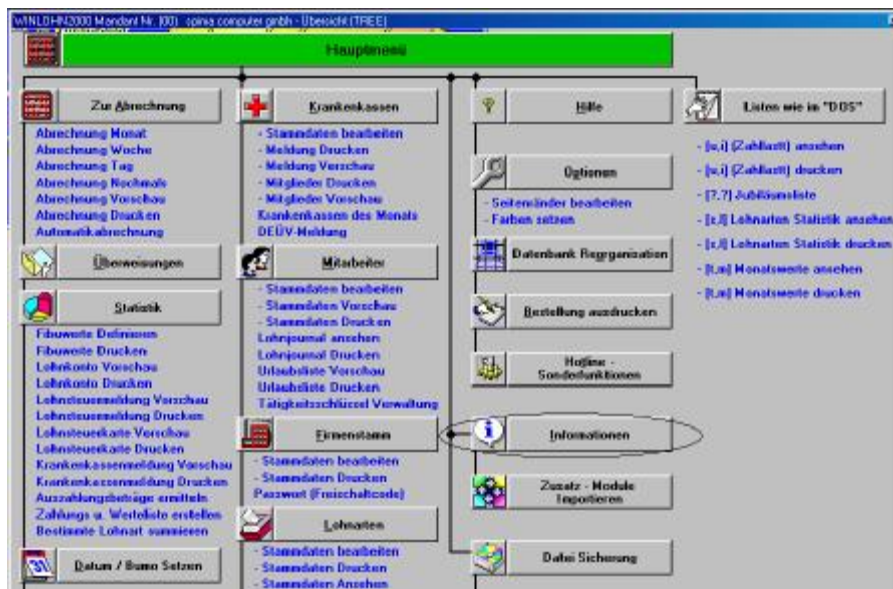 WINLOHN2000 Mandant Nr. (00) opinia computer gmbh - Übersicht (TREE)
Hauptmenü
Zur Abrechnung
Abrechnung Monat
Abrechnung Woche
Abrechnung Tag
Abrechnung Nochmals
Abrechnung Vorschau
Abrechnung Drucken
Automatikabrechnung
Überweisungen
Statistik
Fibuwerte Definieren
Fibuwerte Drucken
Lohnkonto Vorschau
Lohnkonto Drucken
Lohnsteuermeldung Vorschau
Lohnsteuermeldung Drucken
Lohnsteuerkarte Vorschau
Lohnsteuerkarte Drucken
Krankenkassenmeldung Vorschau
Krankenkassenmeldung Drucken
Auszahlungsbeträge ermitteln
Zahlungs u. Werteliste erstellen
Bestimmte Lohnart summieren
Datum / Buma Setzen
Krankenkassen
- Stammdaten bearbeiten
- Meldung Drucken
- Meldung Vorschau
- Mitglieder Drucken
- Mitglieder Vorschau
Krankenkassen des Monats
DEÜV-Meldung
Mitarbeiter
- Stammdaten bearbeiten
- Stammdaten Vorschau
- Stammdaten Drucken
Lohnjournal ansehen
Lohnjournal Drucken
Urlaubsliste Vorschau
Urlaubsliste Drucken
Tätigkeitsschlüssel Verwaltung
Firmenstamm
- Stammdaten bearbeiten
- Stammdaten Drucken
Passwort (Freischaltcode)
Lohnarten
- Stammdaten bearbeiten
- Stammdaten Drucken
- Stammdaten Ansehen
Hilfe
Optionen
- Seitenränder bearbeiten
- Farben setzen
Datenbank Regrganisation
Bestellung ausdrucken
Hotline -
Sonderfunktionen
Informationen
Zusatz - Module
Importieren
Datei Sicherung
Listen wie im "DOS"
- [u,i] (Zahllastt) ansehen
- [u,i] (Zahllastt) drucken
- [?,?] Jubiläumsliste
- [z,l] Lohnarten Statistik ansehen
- [z,l] Lohnarten Statistik drucken
- [t,m] Monatswerte ansehen
- [t,m] Monatswerte drucken